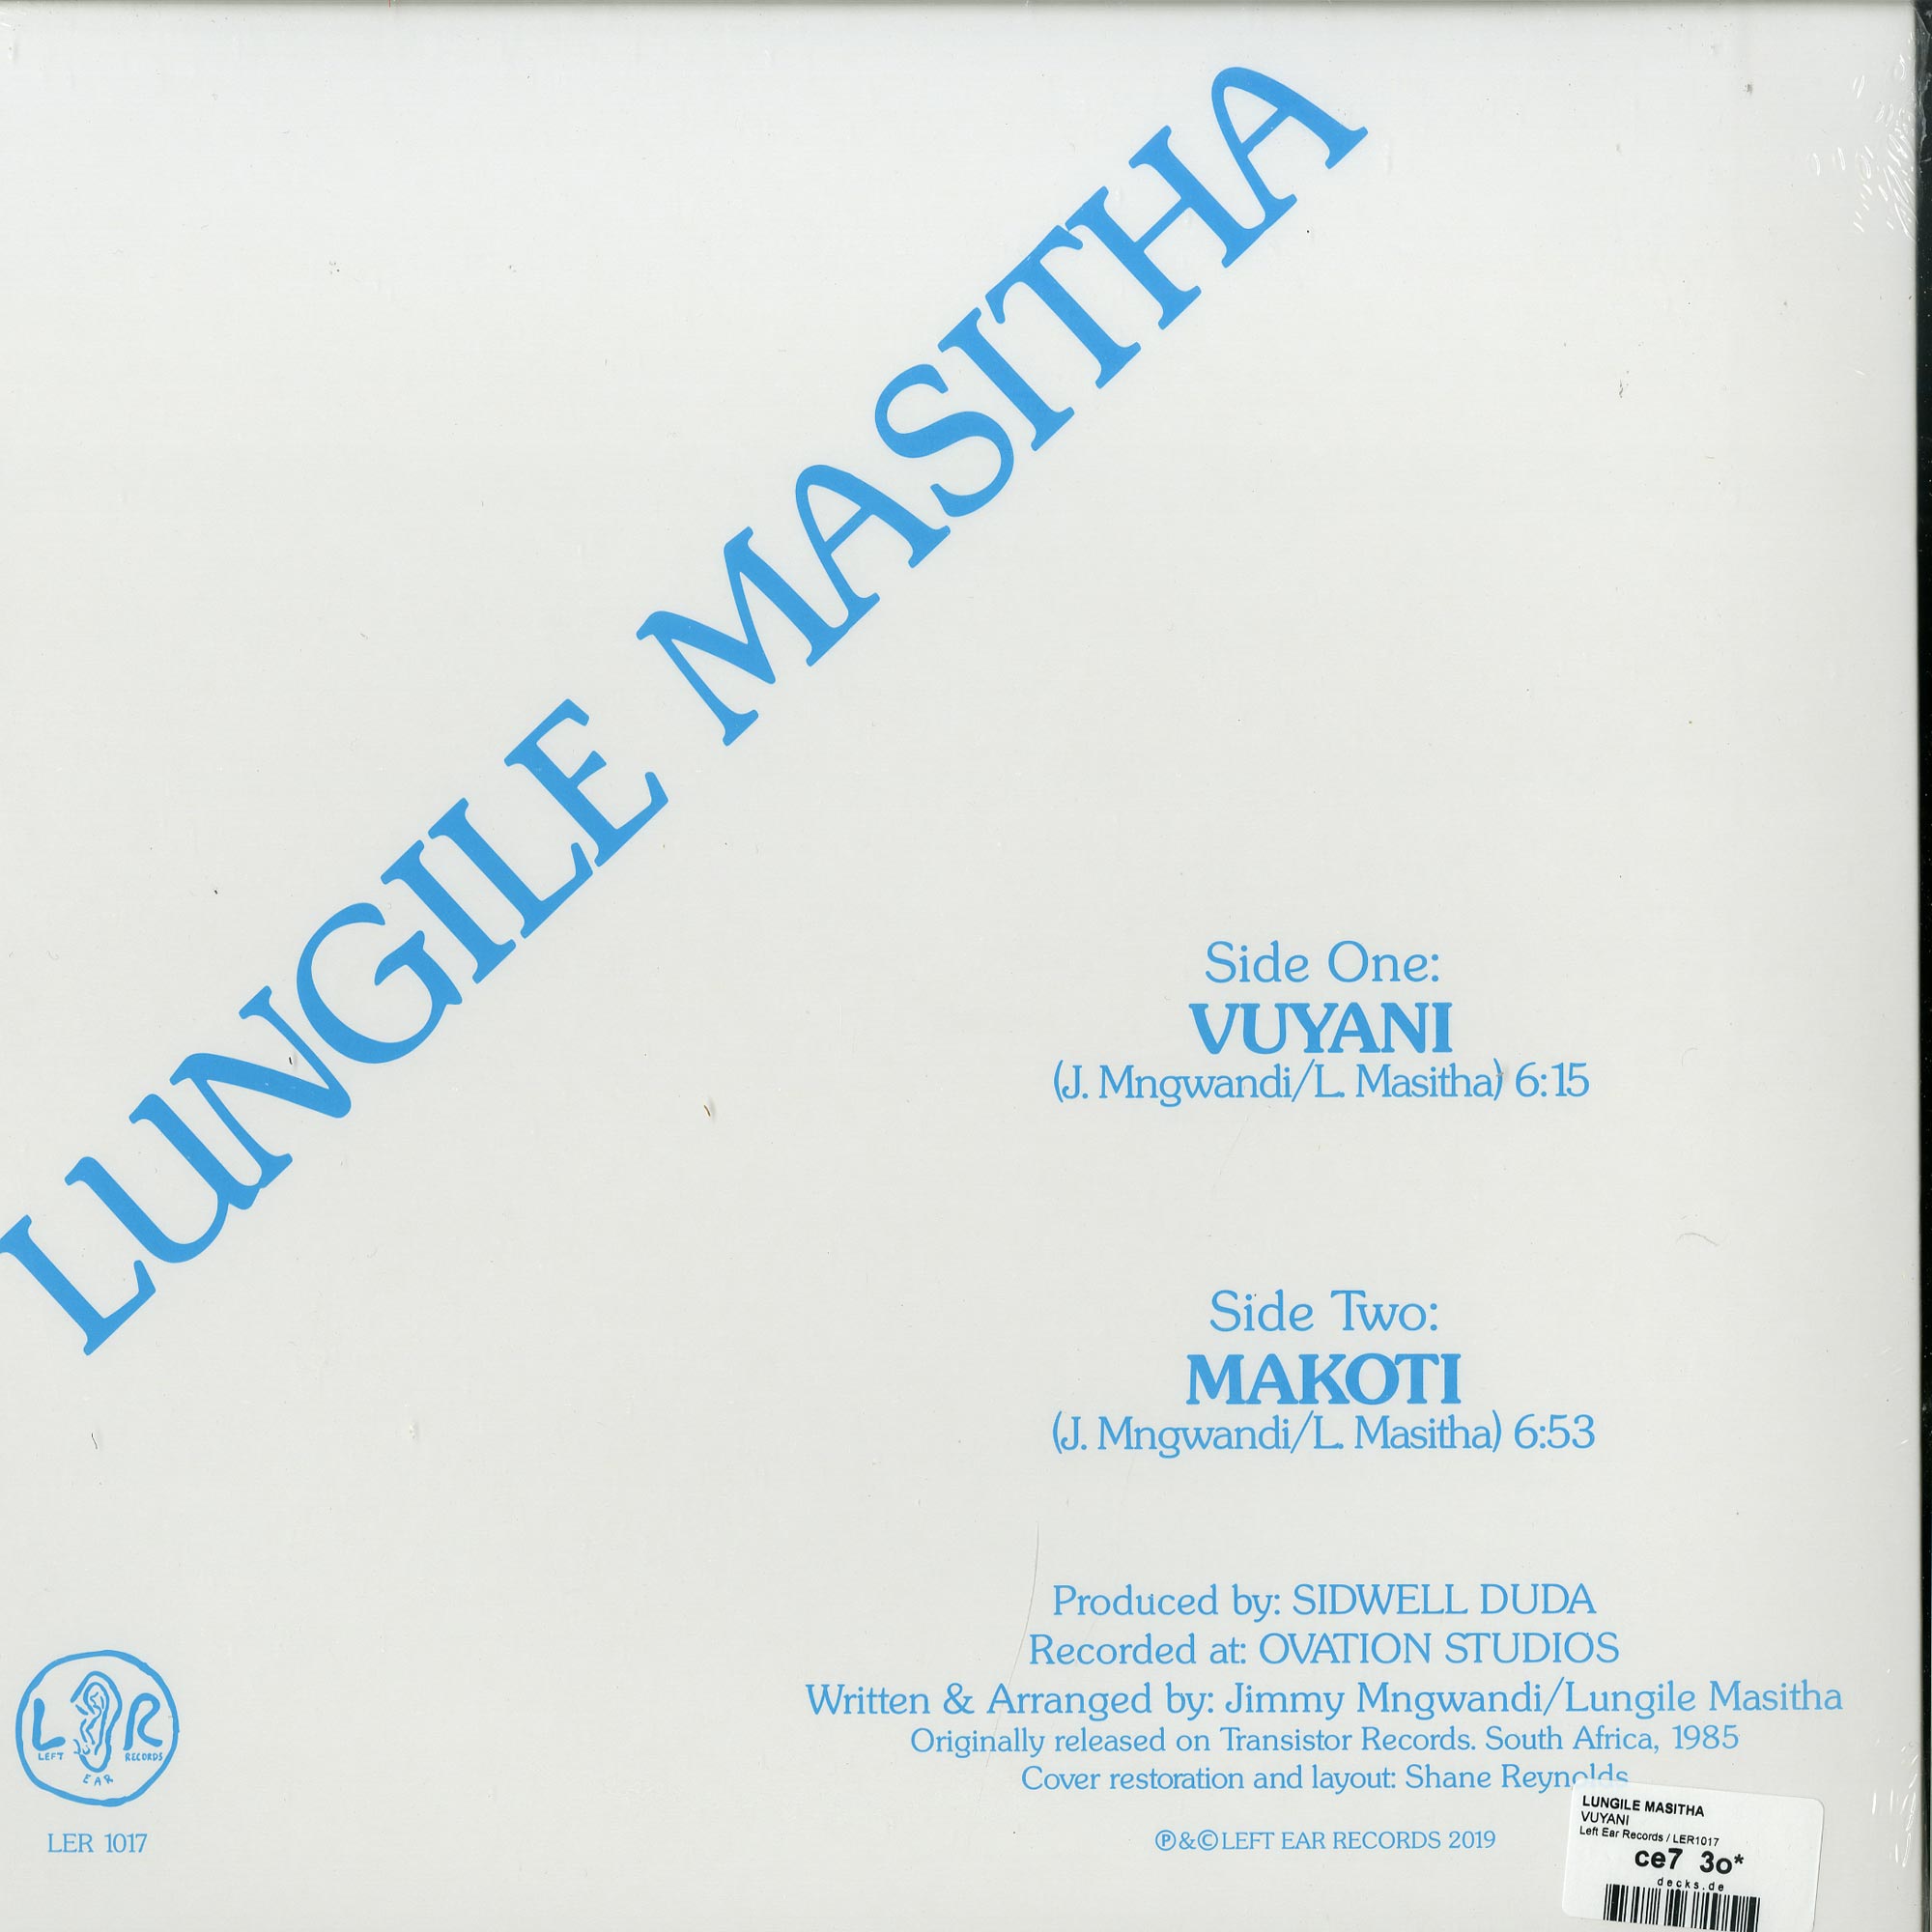 LUNGILE MASITHA
Side One:
VUYANI
(J. Mngwandi/L. Masitha) 6:15
Side Two:
MAKOTI
(J. Mngwandi/L. Masitha) 6:53
Produced by: SIDWELL DUDA
Recorded at: OVATION STUDIOS
Written & Arranged by: Jimmy Mngwandi/Lungile Masitha
Originally released on Transistor Records. South Africa, 1985
Cover restoration and layout: Shane Reynolds
℗&©LEFT EAR RECORDS 2019
L R
LEFT RECORDS
EAR
LER 1017
LUNGILE MASITHA
VUYANI
Left Ear Records / LER1017
ce7 3o*
decks.de